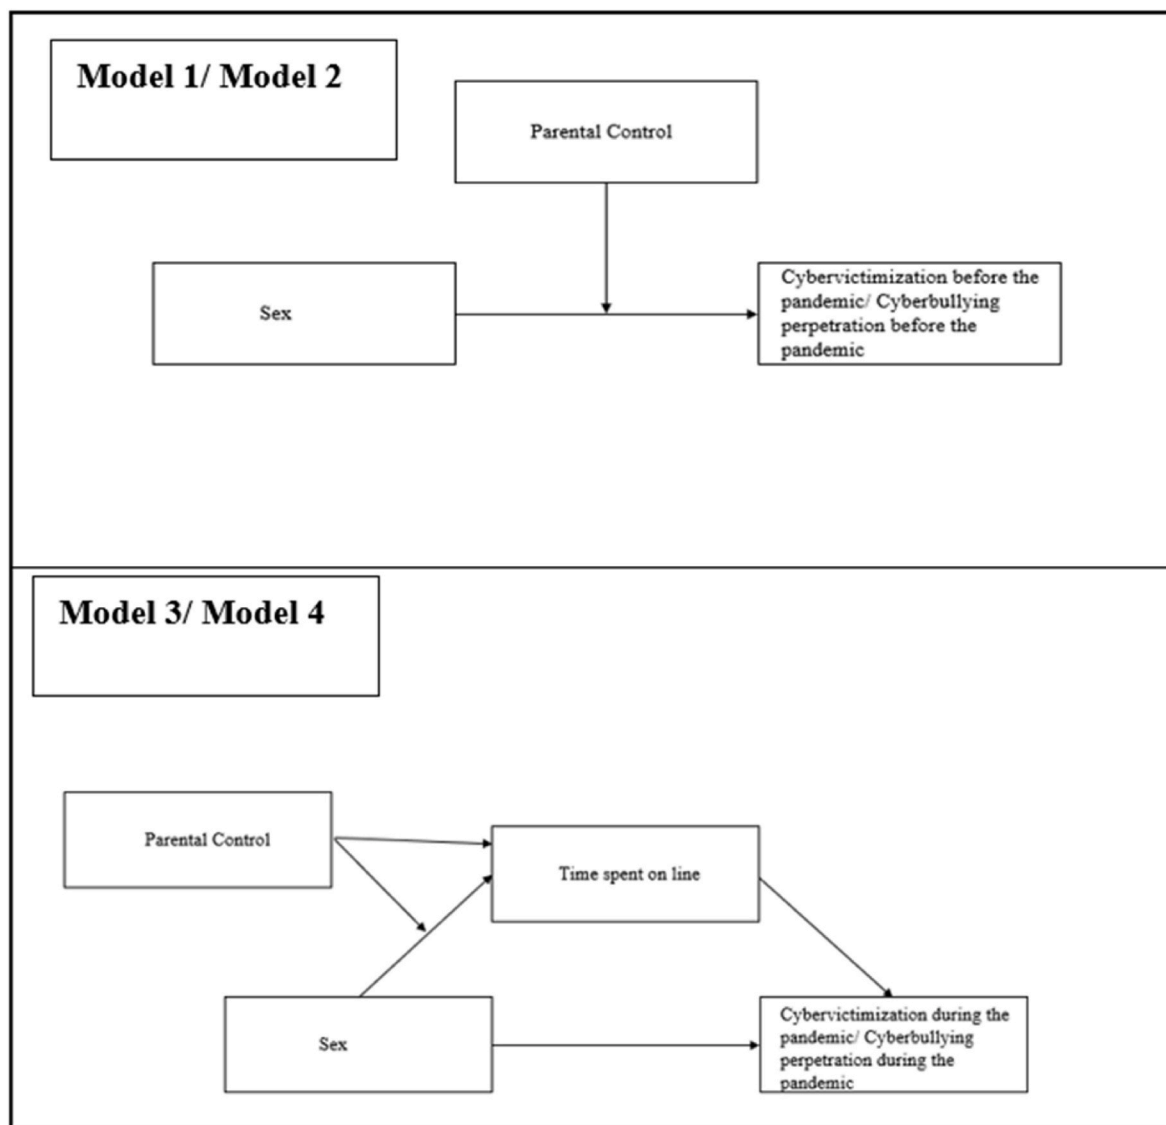 Model 1/ Model 2
Parental Control
Sex
Cybervictimization before the
pandemic/ Cyberbullying
perpetration before the
pandemic
Model 3/ Model 4
Parental Control
Time spent on line
Sex
Cybervictimization during the
pandemic/ Cyberbullying
perpetration during the
pandemic